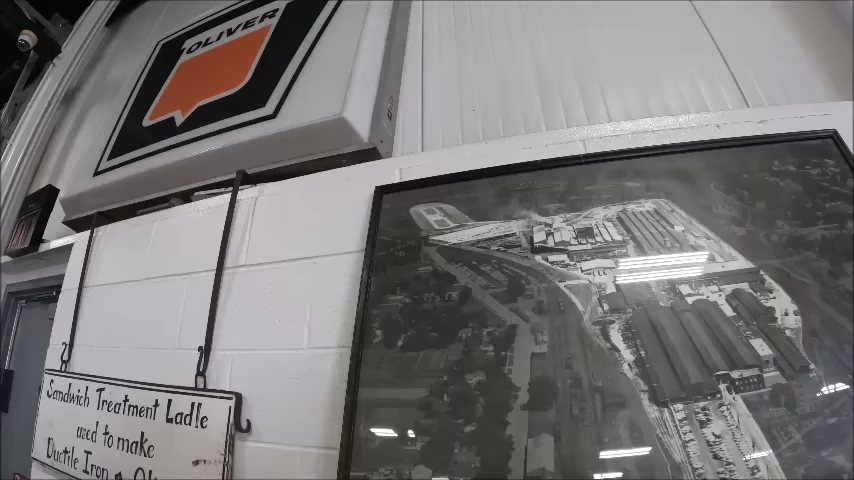 OLIVER
Sandwich Treatment Ladle
used to make
Ductile Iron